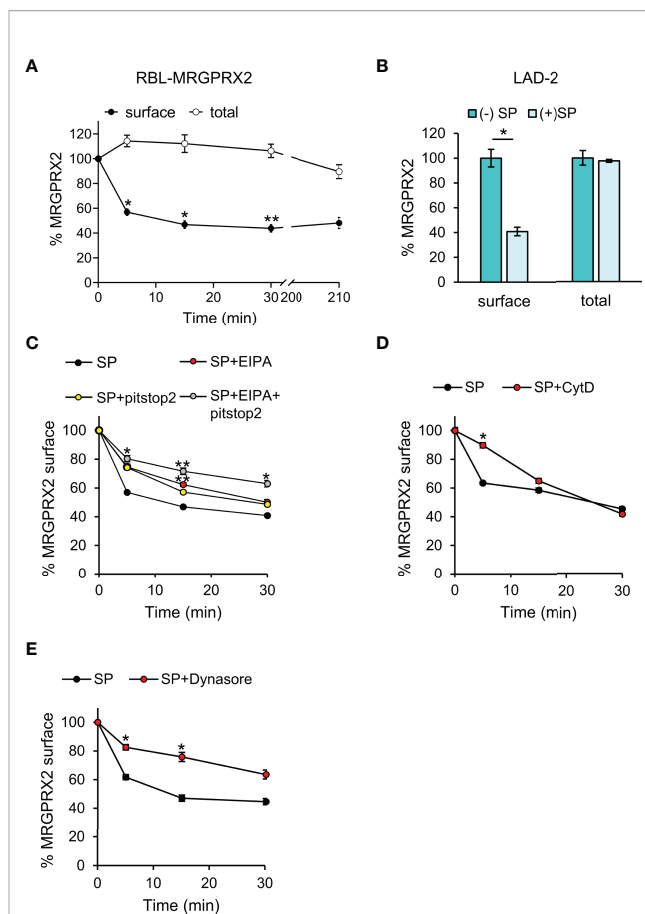 A
RBL-MRGPRX2
surface total
% MRGPRX2
120
100
80
60
40
20
0
* * **
0 10 20 30 200 210
Time (min)
B
LAD-2
(-) SP (+)SP
% MRGPRX2
120
100
80
60
40
20
0
*
surface total
C
SP SP+EIPA
SP+pitstop2 SP+EIPA+
pitstop2
% MRGPRX2 surface
100
80
60
40
20
0
* ** *
**
0 10 20 30
Time (min)
D
SP SP+CytD
% MRGPRX2 surface
100
80
60
40
20
0
*
0 10 20 30
Time (min)
E
SP SP+Dynasore
% MRGPRX2 surface
100
80
60
40
20
0
* *
0 10 20 30
Time (min)